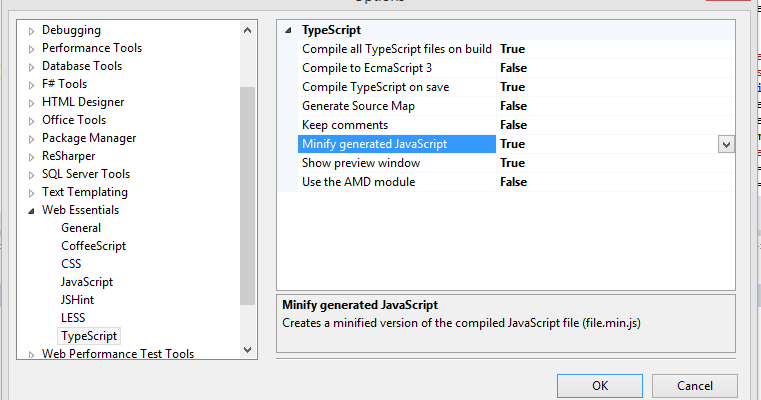 Options
Debugging
Performance Tools
Database Tools
F# Tools
HTML Designer
Office Tools
Package Manager
ReSharper
SQL Server Tools
Text Templating
Web Essentials
General
CoffeeScript
CSS
JavaScript
JSHint
LESS
TypeScript
Web Performance Test Tools
TypeScript
Compile all TypeScript files on build True
Compile to EcmaScript 3 False
Compile TypeScript on save True
Generate Source Map False
Keep comments False
Minify generated JavaScript True
Show preview window True
Use the AMD module False
Minify generated JavaScript
Creates a minified version of the compiled JavaScript file (file.min.js)
OK Cancel